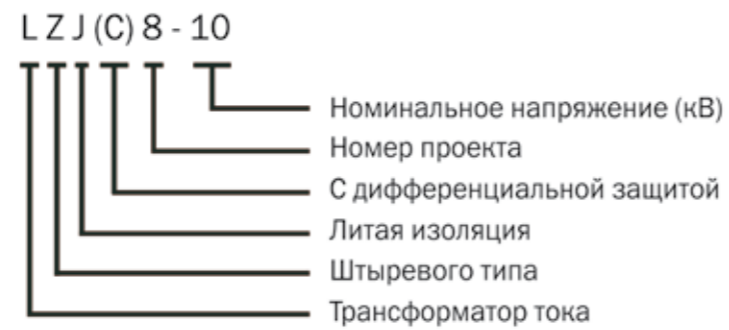 LZJ(C)8-10
Номинальное напряжение (кВ)
Номер проекта
С дифференциальной защитой
Литая изоляция
Штыревого типа
Трансформатор тока